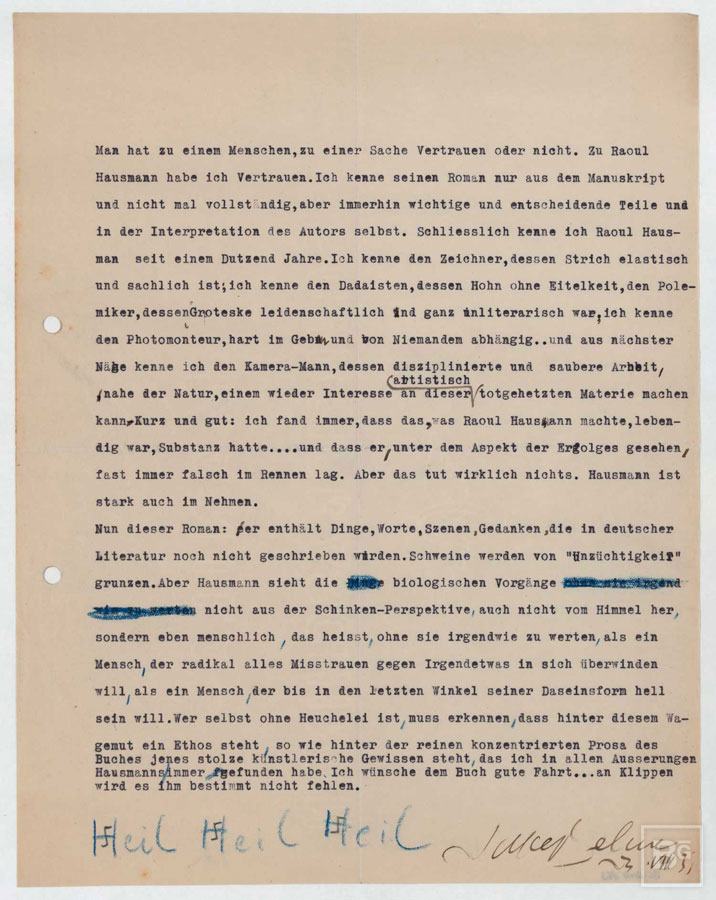 Man hat zu einem Menschen,zu einer Sache Vertrauen oder nicht. Zu Raoul
Hausmann habe ich Vertrauen.Ich kenne seinen Roman nur aus dem Manuskript
und nicht mal vollständig,aber immerhin wichtige und entscheidende Teile und
in der Interpretation des Autors selbst. Schliesslich kenne ich Raoul Haus-
man seit einem Dutzend Jahre.Ich kenne den Zeichner,dessen Strich elastisch
und sachlich ist;ich kenne den Dadaisten,dessen Hohn ohne Eitelkeit,den Pole-
miker,dessen Groteske leidenschaftlich und ganz unliterarisch war,ich kenne
den Photomonteur,hart im Geben und von Niemandem abhängig..und aus nächster
Nähe kenne ich den Kamera-Mann,dessen disziplinierte und saubere Arbeit,
artistisch
nahe der Natur,einem wieder Interesse an dieser totgehetzten Materie machen
kann.Kurz und gut: ich fand immer,dass das,was Raoul Hausmann machte,leben-
dig war,Substanz hatte....und dass er,unter dem Aspekt der Erfolges gesehen,
fast immer falsch im Rennen lag. Aber das tut wirklich nichts. Hausmann ist
stark auch im Nehmen.
Nun dieser Roman: er enthält Dinge,Worte,Szenen,Gedanken,die in deutscher
Literatur noch nicht geschrieben wurden.Schweine werden von "Unzüchtigkeit"
grunzen.Aber Hausmann sieht die biologischen Vorgänge
nicht aus der Schinken-Perspektive,auch nicht vom Himmel her,
sondern eben menschlich,das heisst,ohne sie irgendwie zu werten,als ein
Mensch,der radikal alles Misstrauen gegen Irgendetwas in sich überwinden
will,als ein Mensch,der bis in den letzten Winkel seiner Daseinsform hell
sein will.Wer selbst ohne Heuchelei ist,muss erkennen,dass hinter diesem Wa-
gemut ein Ethos steht,so wie hinter der reinen konzentrierten Prosa des
Buches jenes stolze künstlerische Gewissen steht,das ich in allen Ausserungen
Hausmanns immer gefunden habe.Ich wünsche dem Buch gute Fahrt...an Klippen
wird es ihm bestimmt nicht fehlen.
Heil Heil Heil